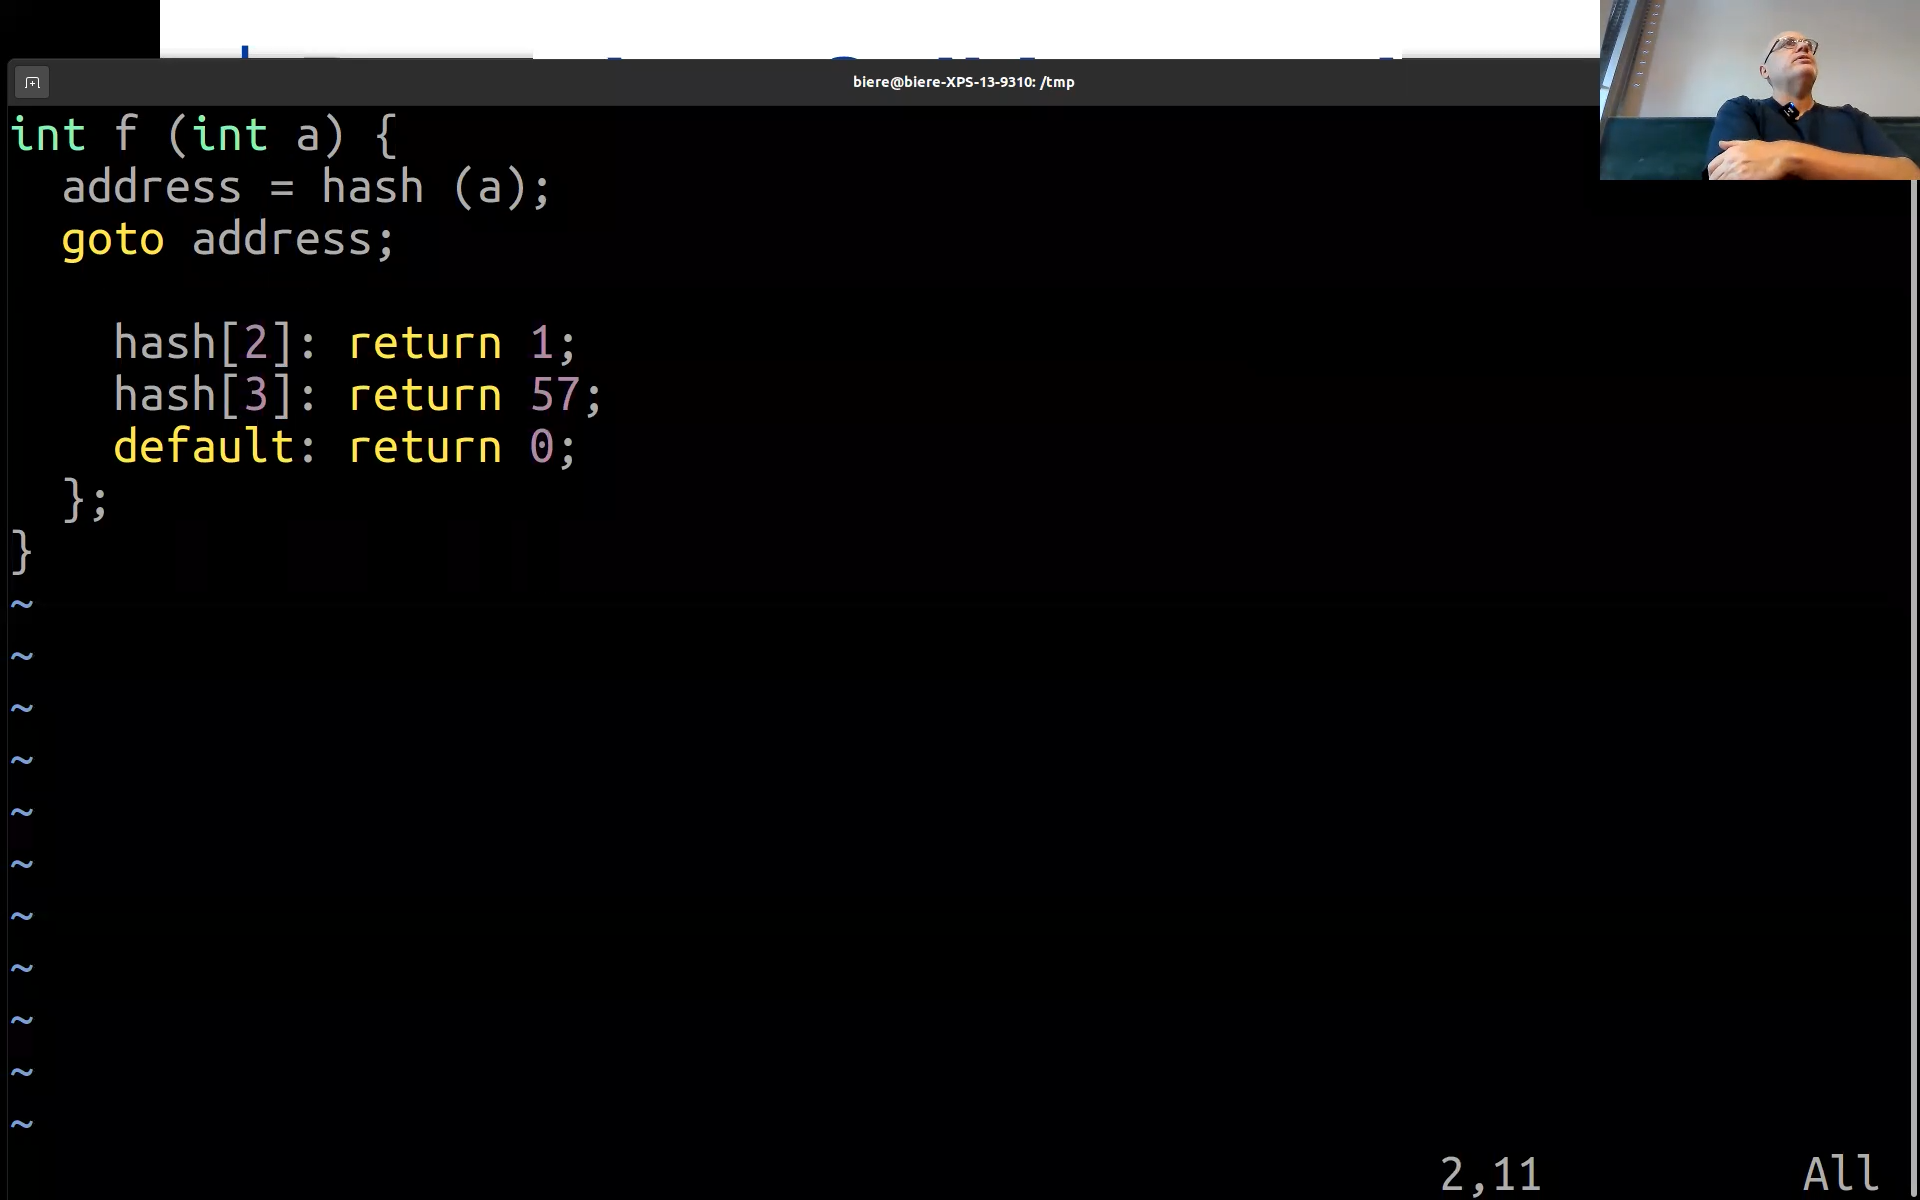 biere@biere-XPS-13-9310: /tmp
int f (int a) {
  address = hash (a);
  goto address;

    hash[2]: return 1;
    hash[3]: return 57;
    default: return 0;
  };
}
~
~
~
~
~
~
~
~
~
~
~
2,11 All